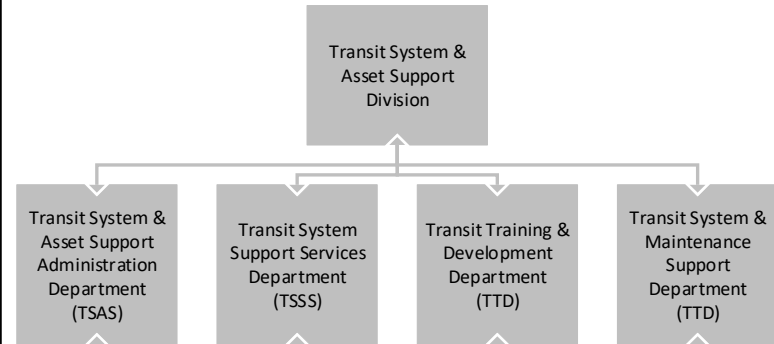 Transit System &
Asset Support
Division
Transit System &
Asset Support
Administration
Department
(TSAS)
Transit System
Support Services
Department
(TSSS)
Transit Training &
Development
Department
(TTD)
Transit System &
Maintenance
Support
Department
(TTD)